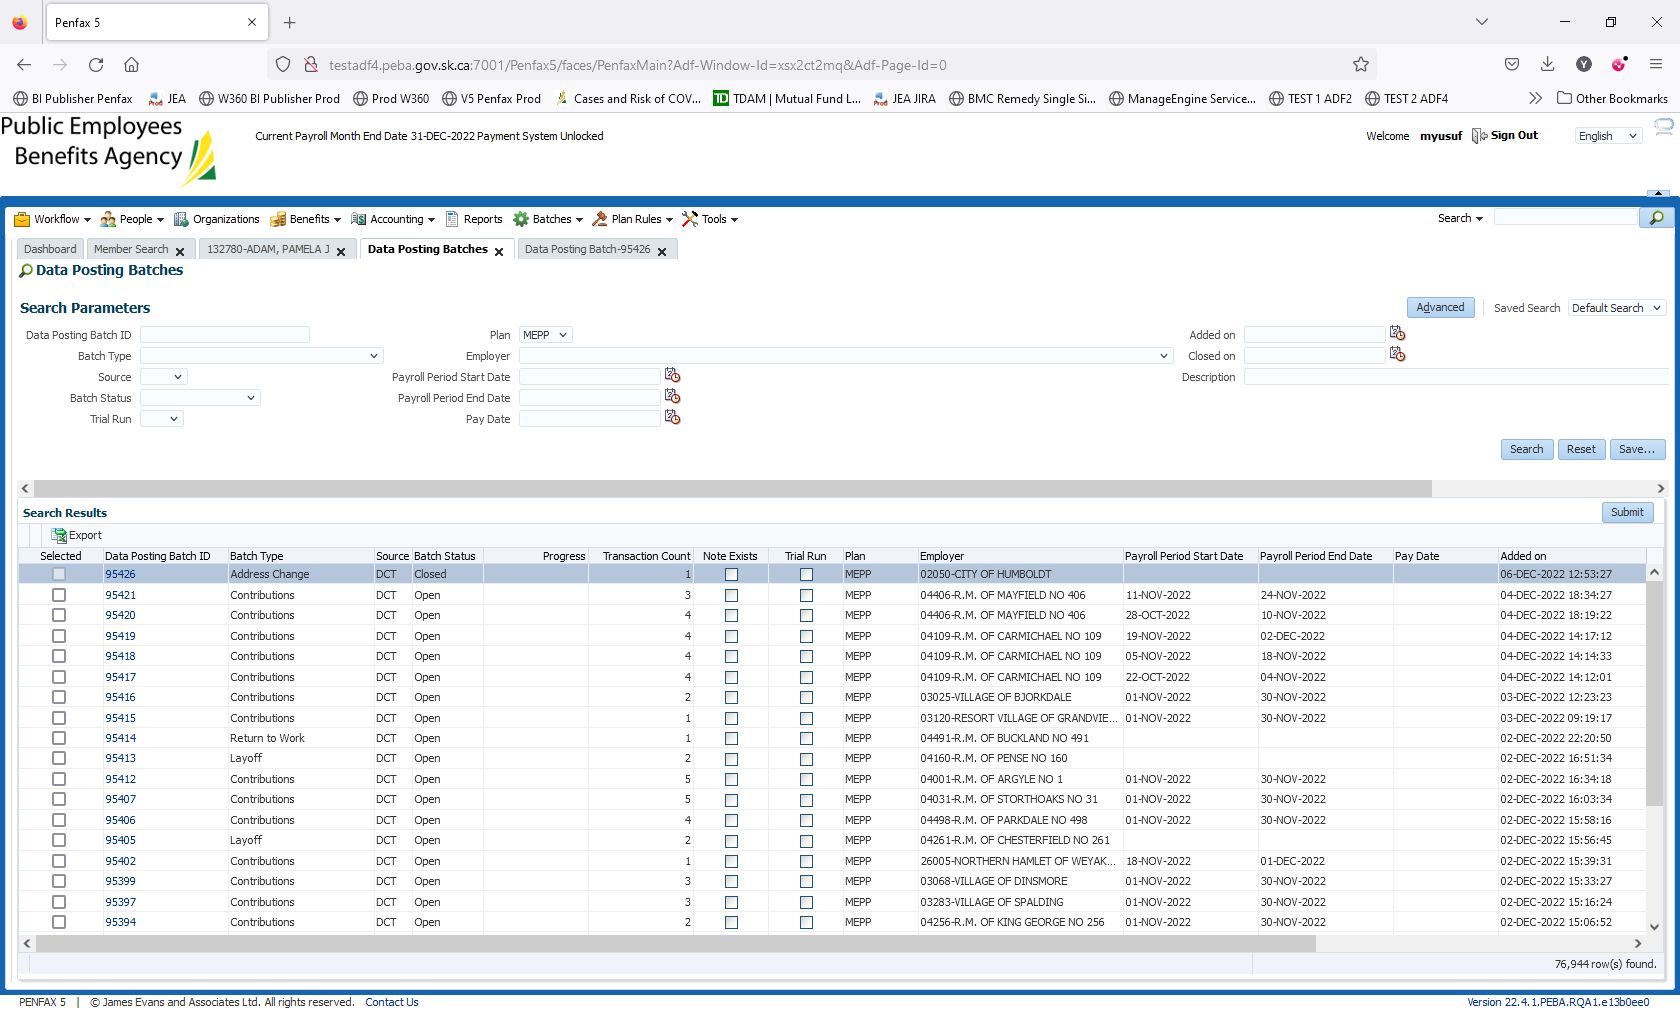 Penfax 5
testadf4.peba.gov.sk.ca:7001/Penfax5/faces/PenfaxMain?Adf-Window-Id=xsx2ct2mq&Adf-Page-Id=0
BI Publisher Penfax JEA W360 BI Publisher Prod Prod W360 V5 Penfax Prod Cases and Risk of COV... TD TDAM | Mutual Fund L... JEA JIRA BMC Remedy Single Si... ManageEngine Service... TEST 1 ADF2 TEST 2 ADF4 Other Bookmarks
Public Employees
Benefits Agency
Current Payroll Month End Date 31-DEC-2022 Payment System Unlocked
Welcome myusuf Sign Out English
Workflow People Organizations Benefits Accounting Reports Batches Plan Rules Tools Search
Dashboard Member Search 132780-ADAM, PAMELA J Data Posting Batches Data Posting Batch-95426
Data Posting Batches
Search Parameters Advanced Saved Search Default Search
Data Posting Batch ID Plan MEPP Added on
Batch Type Employer Closed on
Source Payroll Period Start Date Description
Batch Status Payroll Period End Date
Trial Run Pay Date
Search Reset Save...
Search Results Submit
Export
Selected Data Posting Batch ID Batch Type Source Batch Status Progress Transaction Count Note Exists Trial Run Plan Employer Payroll Period Start Date Payroll Period End Date Pay Date Added on
95426 Address Change DCT Closed 1 MEPP 02050-CITY OF HUMBOLDT 06-DEC-2022 12:53:27
95421 Contributions DCT Open 3 MEPP 04406-R.M. OF MAYFIELD NO 406 11-NOV-2022 24-NOV-2022 04-DEC-2022 18:34:27
95420 Contributions DCT Open 4 MEPP 04406-R.M. OF MAYFIELD NO 406 28-OCT-2022 10-NOV-2022 04-DEC-2022 18:19:22
95419 Contributions DCT Open 4 MEPP 04109-R.M. OF CARMICHAEL NO 109 19-NOV-2022 02-DEC-2022 04-DEC-2022 14:17:12
95418 Contributions DCT Open 4 MEPP 04109-R.M. OF CARMICHAEL NO 109 05-NOV-2022 18-NOV-2022 04-DEC-2022 14:14:33
95417 Contributions DCT Open 4 MEPP 04109-R.M. OF CARMICHAEL NO 109 22-OCT-2022 04-NOV-2022 04-DEC-2022 14:12:01
95416 Contributions DCT Open 2 MEPP 03025-VILLAGE OF BJORKDALE 01-NOV-2022 30-NOV-2022 03-DEC-2022 12:23:23
95415 Contributions DCT Open 1 MEPP 03120-RESORT VILLAGE OF GRANDVIE... 01-NOV-2022 30-NOV-2022 03-DEC-2022 09:19:17
95414 Return to Work DCT Open 1 MEPP 04491-R.M. OF BUCKLAND NO 491 02-DEC-2022 22:20:50
95413 Layoff DCT Open 2 MEPP 04160-R.M. OF PENSE NO 160 02-DEC-2022 16:51:34
95412 Contributions DCT Open 5 MEPP 04001-R.M. OF ARGYLE NO 1 01-NOV-2022 30-NOV-2022 02-DEC-2022 16:34:18
95407 Contributions DCT Open 5 MEPP 04031-R.M. OF STORTHOAKS NO 31 01-NOV-2022 30-NOV-2022 02-DEC-2022 16:03:34
95406 Contributions DCT Open 4 MEPP 04498-R.M. OF PARKDALE NO 498 01-NOV-2022 30-NOV-2022 02-DEC-2022 15:58:16
95405 Layoff DCT Open 2 MEPP 04261-R.M. OF CHESTERFIELD NO 261 02-DEC-2022 15:56:45
95402 Contributions DCT Open 1 MEPP 26005-NORTHERN HAMLET OF WEYAK... 18-NOV-2022 01-DEC-2022 02-DEC-2022 15:39:31
95399 Contributions DCT Open 3 MEPP 03068-VILLAGE OF DINSMORE 01-NOV-2022 30-NOV-2022 02-DEC-2022 15:33:27
95397 Contributions DCT Open 3 MEPP 03283-VILLAGE OF SPALDING 01-NOV-2022 30-NOV-2022 02-DEC-2022 15:16:24
95394 Contributions DCT Open 2 MEPP 04256-R.M. OF KING GEORGE NO 256 01-NOV-2022 30-NOV-2022 02-DEC-2022 15:06:52
76,944 row(s) found.
PENFAX 5 | © James Evans and Associates Ltd. All rights reserved. Contact Us Version 22.4.1.PEBA.RQA1.e13b0ee0